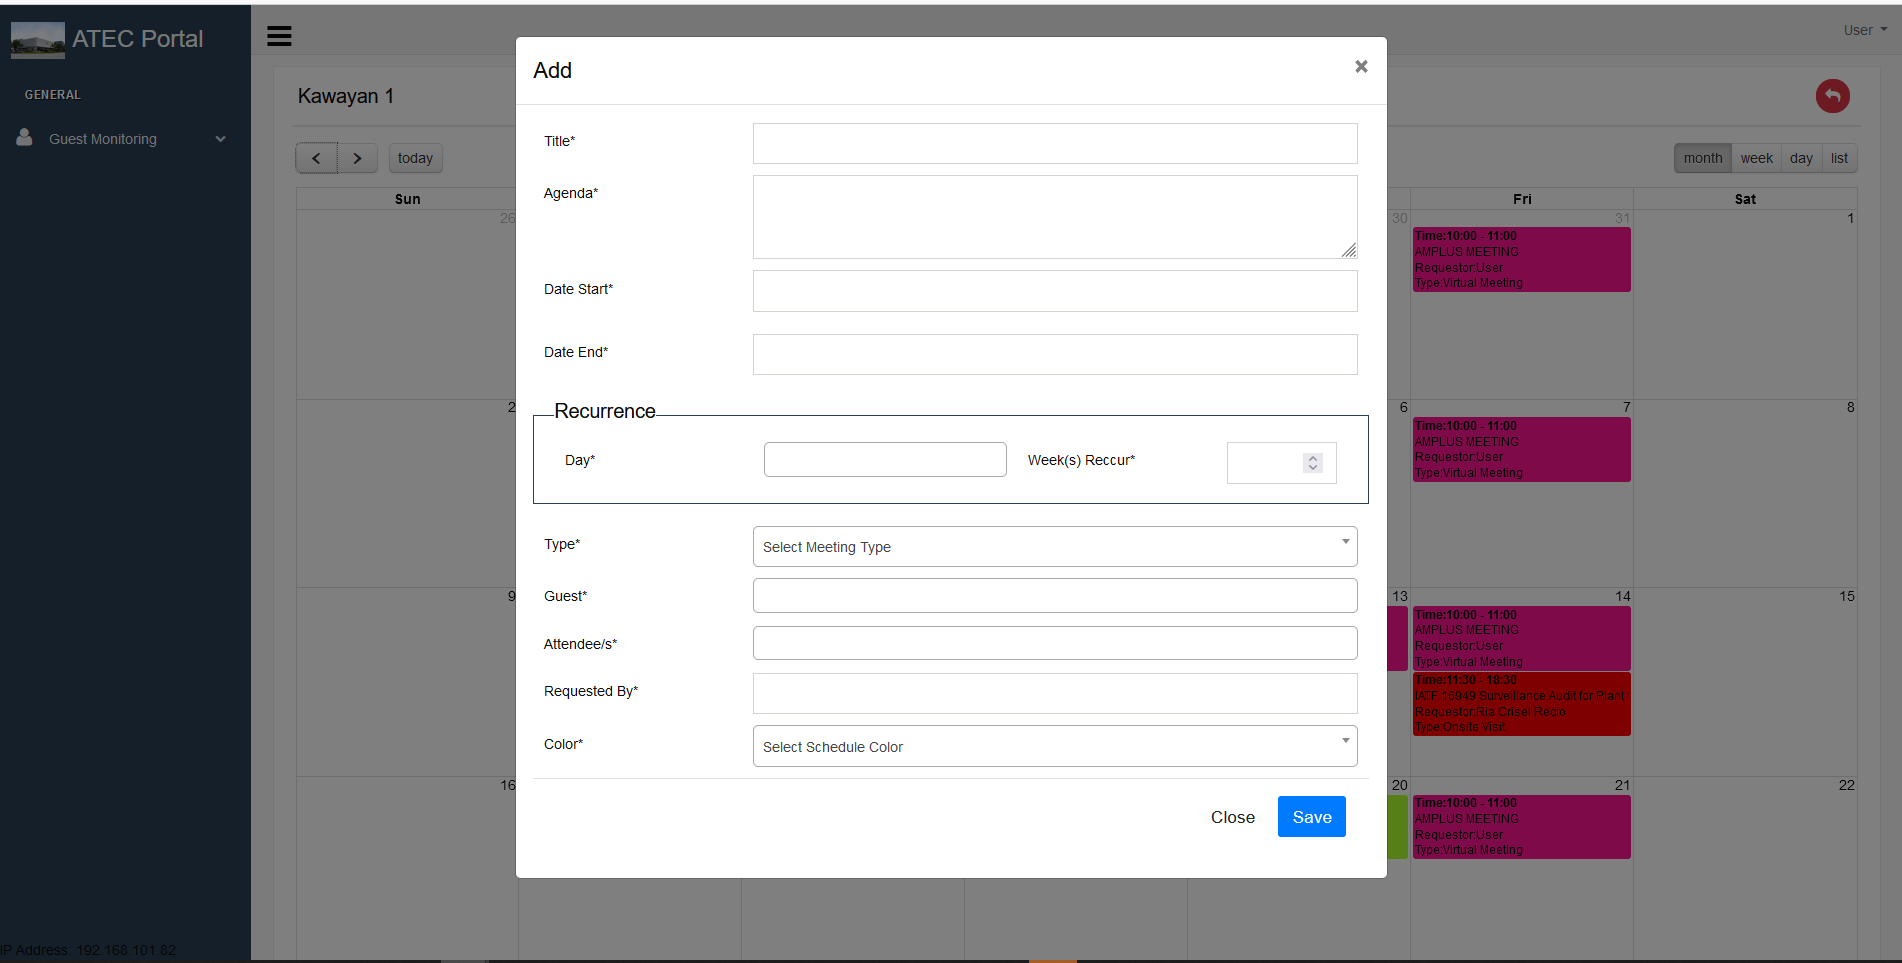 ATEC Portal
User
GENERAL
Guest Monitoring
Kawayan 1
today
month
week
day
list
Sun
Fri
Sat
26
30
31
1
Time:10:00 - 11:00
AMPLUS MEETING
Requestor:User
Type:Virtual Meeting
2
6
7
8
Time:10:00 - 11:00
AMPLUS MEETING
Requestor:User
Type:Virtual Meeting
9
13
14
15
Time:10:00 - 11:00
AMPLUS MEETING
Requestor:User
Type:Virtual Meeting
Time:11:30 - 18:30
IATF 16949 Surveillance Audit for Plant
Requestor:Ria Crisel Recio
Type:Onsite Visit
16
20
21
22
Time:10:00 - 11:00
AMPLUS MEETING
Requestor:User
Type:Virtual Meeting
IP Address: 192.168.101.82
Add
×
Title*
Agenda*
Date Start*
Date End*
Recurrence
Day*
Week(s) Reccur*
Type*
Select Meeting Type
Guest*
Attendee/s*
Requested By*
Color*
Select Schedule Color
Close
Save